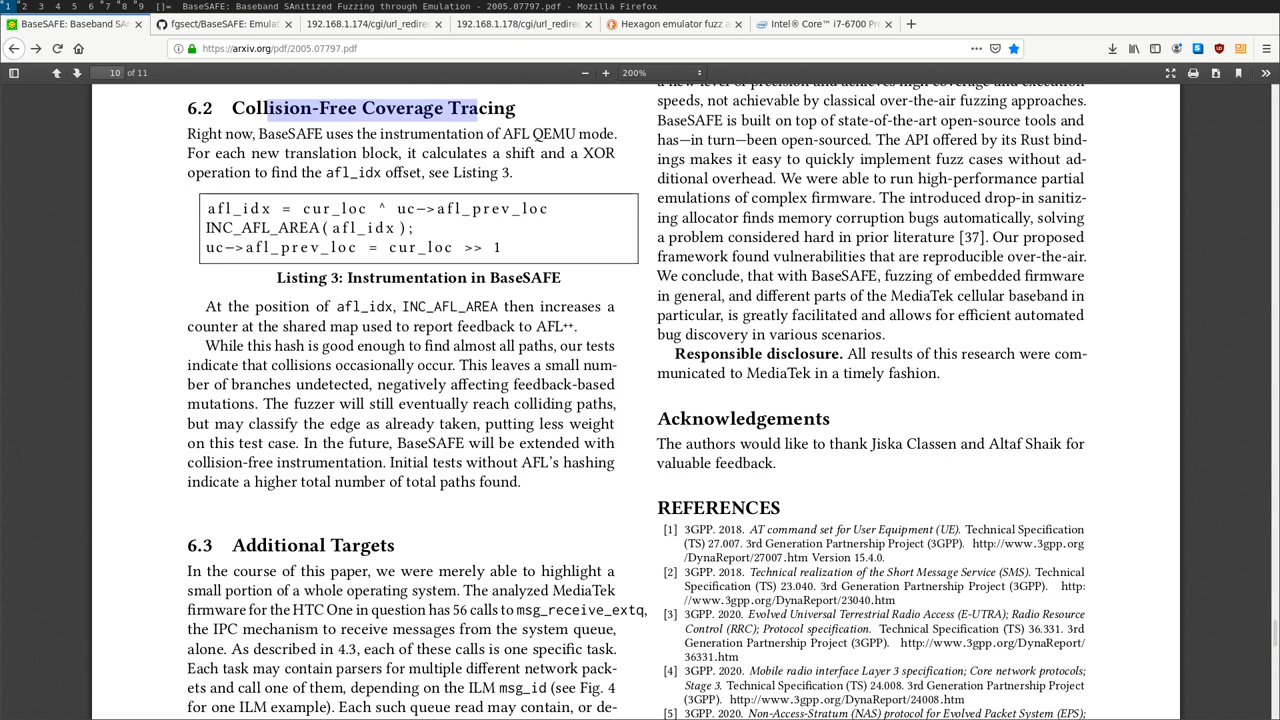 1 2 3 4 5 6 °7 °8 °9 []= BaseSAFE: Baseband SANitized Fuzzing through Emulation - 2005.07797.pdf - Mozilla Firefox
BaseSAFE: Baseband SAN
fgsect/BaseSAFE: Emulat
192.168.1.174/cgi/url_redirec
192.168.1.178/cgi/url_redirec
Hexagon emulator fuzz a
Intel® Core™ i7-6700 Pr
https://arxiv.org/pdf/2005.07797.pdf
10 of 11
200%
6.2 Collision-Free Coverage Tracing
Right now, BaseSAFE uses the instrumentation of AFL QEMU mode.
For each new translation block, it calculates a shift and a XOR
operation to find the afl_idx offset, see Listing 3.
afl_idx = cur_loc ^ uc->afl_prev_loc
INC_AFL_AREA(afl_idx);
uc->afl_prev_loc = cur_loc >> 1
Listing 3: Instrumentation in BaseSAFE
At the position of afl_idx, INC_AFL_AREA then increases a
counter at the shared map used to report feedback to AFL++.
While this hash is good enough to find almost all paths, our tests
indicate that collisions occasionally occur. This leaves a small num-
ber of branches undetected, negatively affecting feedback-based
mutations. The fuzzer will still eventually reach colliding paths,
but may classify the edge as already taken, putting less weight
on this test case. In the future, BaseSAFE will be extended with
collision-free instrumentation. Initial tests without AFL's hashing
indicate a higher total number of total paths found.
6.3 Additional Targets
In the course of this paper, we were merely able to highlight a
small portion of a whole operating system. The analyzed MediaTek
firmware for the HTC One in question has 56 calls to msg_receive_extq,
the IPC mechanism to receive messages from the system queue,
alone. As described in 4.3, each of these calls is one specific task.
Each task may contain parsers for multiple different network pack-
ets and call one of them, depending on the ILM msg_id (see Fig. 4
for one ILM example). Each such queue read may contain, or de-
a new level of precision and achieves high coverage and execution
speeds, not achievable by classical over-the-air fuzzing approaches.
BaseSAFE is built on top of state-of-the-art open-source tools and
has—in turn—been open-sourced. The API offered by its Rust bind-
ings makes it easy to quickly implement fuzz cases without ad-
ditional overhead. We were able to run high-performance partial
emulations of complex firmware. The introduced drop-in sanitiz-
ing allocator finds memory corruption bugs automatically, solving
a problem considered hard in prior literature [37]. Our proposed
framework found vulnerabilities that are reproducible over-the-air.
We conclude, that with BaseSAFE, fuzzing of embedded firmware
in general, and different parts of the MediaTek cellular baseband in
particular, is greatly facilitated and allows for efficient automated
bug discovery in various scenarios.
Responsible disclosure. All results of this research were com-
municated to MediaTek in a timely fashion.
Acknowledgements
The authors would like to thank Jiska Classen and Altaf Shaik for
valuable feedback.
REFERENCES
[1] 3GPP. 2018. AT command set for User Equipment (UE). Technical Specification
(TS) 27.007. 3rd Generation Partnership Project (3GPP). http://www.3gpp.org
/DynaReport/27007.htm Version 15.4.0.
[2] 3GPP. 2018. Technical realization of the Short Message Service (SMS). Technical
Specification (TS) 23.040. 3rd Generation Partnership Project (3GPP). http:
//www.3gpp.org/DynaReport/23040.htm
[3] 3GPP. 2020. Evolved Universal Terrestrial Radio Access (E-UTRA); Radio Resource
Control (RRC); Protocol specification. Technical Specification (TS) 36.331. 3rd
Generation Partnership Project (3GPP). http://www.3gpp.org/DynaReport/
36331.htm
[4] 3GPP. 2020. Mobile radio interface Layer 3 specification; Core network protocols;
Stage 3. Technical Specification (TS) 24.008. 3rd Generation Partnership Project
(3GPP). http://www.3gpp.org/DynaReport/24008.htm
[5] 3GPP. 2020. Non-Access-Stratum (NAS) protocol for Evolved Packet System (EPS);